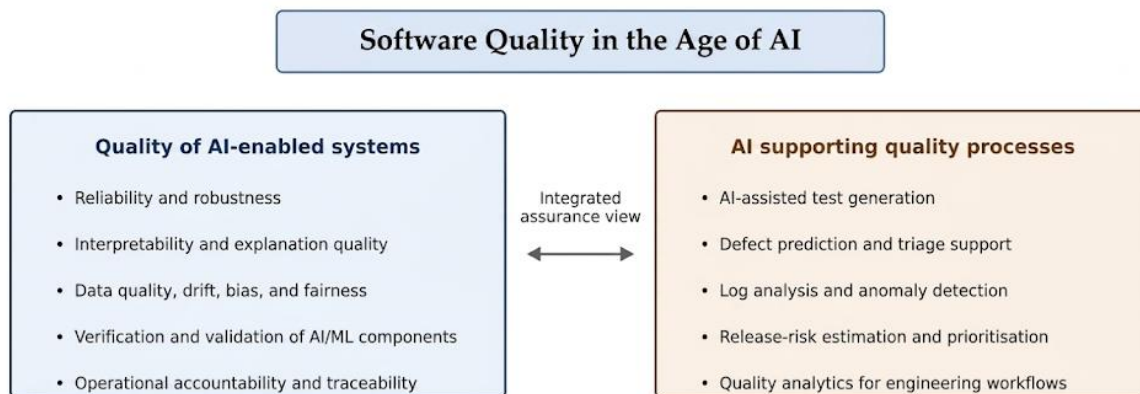 Software Quality in the Age of AI
Quality of AI-enabled systems
• Reliability and robustness
• Interpretability and explanation quality
• Data quality, drift, bias, and fairness
• Verification and validation of AI/ML components
• Operational accountability and traceability
Integrated
assurance view
AI supporting quality processes
• AI-assisted test generation
• Defect prediction and triage support
• Log analysis and anomaly detection
• Release-risk estimation and prioritisation
• Quality analytics for engineering workflows